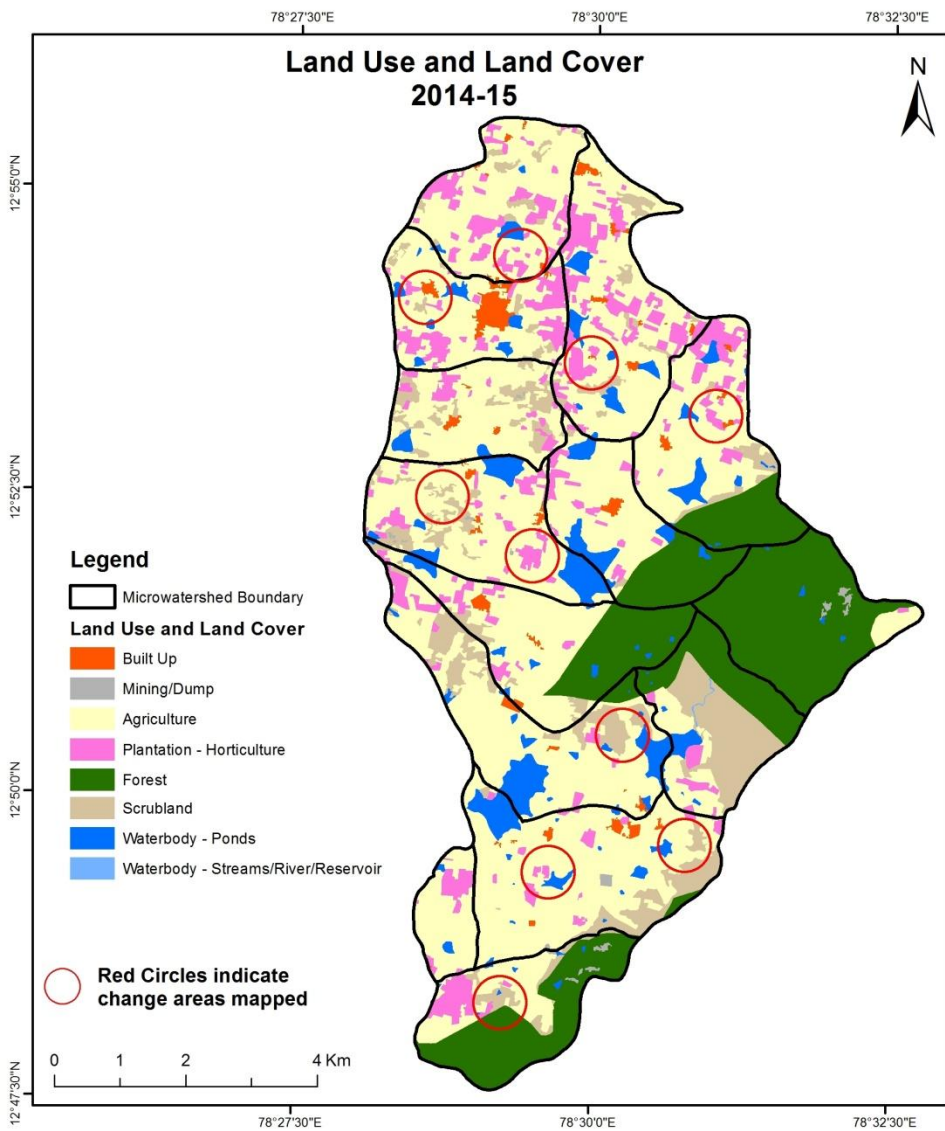 78°27'30"E 78°30'0"E 78°32'30"E
Land Use and Land Cover
2014-15
N
12°55'0"N
12°52'30"N
12°50'0"N
12°47'30"N
Legend
Microwatershed Boundary
Land Use and Land Cover
Built Up
Mining/Dump
Agriculture
Plantation - Horticulture
Forest
Scrubland
Waterbody - Ponds
Waterbody - Streams/River/Reservoir
Red Circles indicate
change areas mapped
0 1 2 4 Km
78°27'30"E 78°30'0"E 78°32'30"E